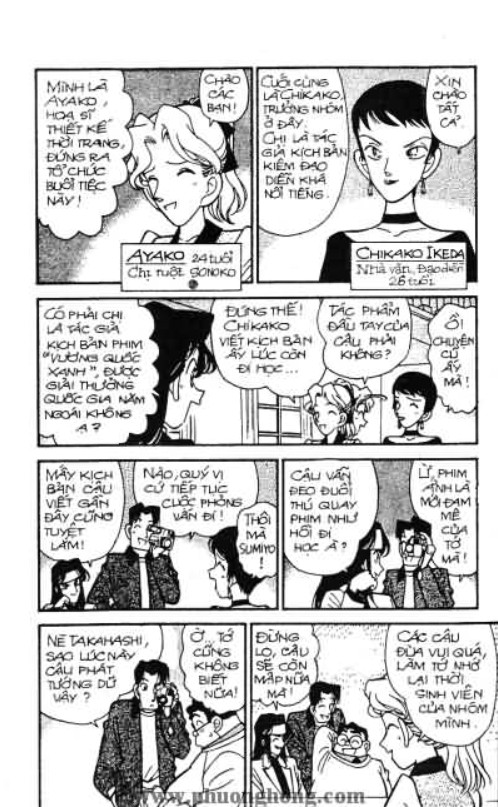 MÌNH LÀ
AYAKO,
HOẠ SĨ
THIẾT KẾ
THỜI TRANG,
ĐỨNG RA
TỔ CHỨC
BUỔI TIỆC
NÀY!
CHÀO
CÁC
BẠN!
AYAKO 24 tuổi
Chị ruột SONOKO
CUỐI CÙNG
LÀ CHIKAKO,
TRƯỞNG NHÓM
Ở ĐÂY.
CHỊ LÀ TÁC
GIẢ KỊCH BẢN
KIÊM ĐẠO
DIỄN KHÁ
NỔI TIẾNG.
XIN
CHÀO
TẤT
CẢ.
CHIKAKO IKEDA
Nhà văn, Đạo diễn
26 tuổi
CÓ PHẢI CHỊ
LÀ TÁC GIẢ
KỊCH BẢN PHIM
"VƯƠNG QUỐC
XANH", ĐƯỢC
GIẢI THƯỞNG
QUỐC GIA NĂM
NGOÁI KHÔNG
Ạ?
ĐÚNG THẾ!
CHIKAKO
VIẾT KỊCH BẢN
ẤY LÚC CÒN
ĐI HỌC...
TÁC PHẨM
ĐẦU TAY CỦA
CẬU PHẢI
KHÔNG?
Ồ!
CHUYỆN
CŨ
ẤY
MÀ!
MẤY KỊCH
BẢN CẬU
VIẾT GẦN
ĐÂY CŨNG
TUYỆT
LẮM!
NÀO, QUÝ VỊ
CỨ TIẾP TỤC
CUỘC PHỎNG
VẤN ĐI!
THÔI
MÀ
SUMIYO
!
CẬU VẪN
ĐEO ĐUỔI
THÚ QUAY
PHIM NHƯ
HỒI ĐI
HỌC À?
Ừ, PHIM
ẢNH LÀ
MỐI ĐAM
MÊ
CỦA
TỚ
MÀ!
NÈ TAKAHASHI,
SAO LÚC NÀY
CẬU PHÁT
TƯỚNG DỮ
VẬY?
Ờ... TỚ
CŨNG
KHÔNG
BIẾT
NỮA!
ĐỪNG
LO, CẬU
SẼ CÒN
MẬP NỮA
MÀ!
CÁC CẬU
ĐÙA VUI QUÁ,
LÀM TỚ NHỚ
LẠI THỜI
SINH VIÊN
CỦA NHÓM
MÌNH.
www.phuonghong.com